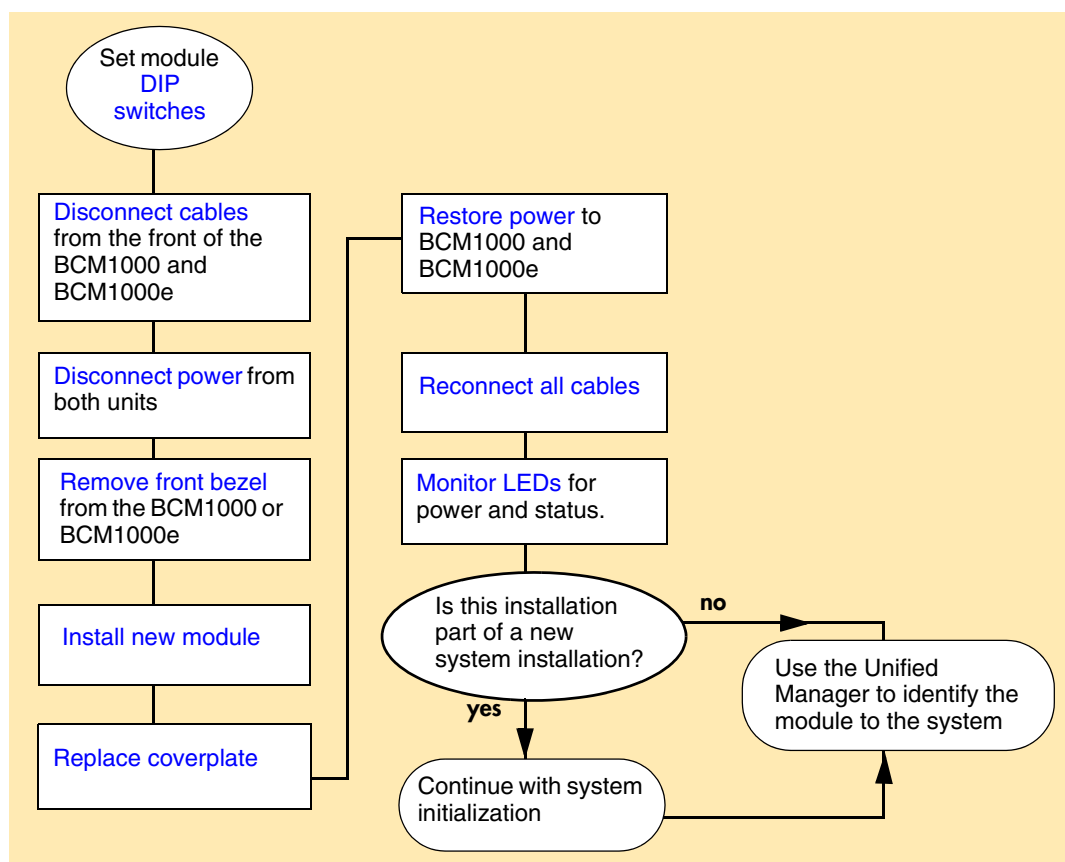 Set module
DIP
switches
Disconnect cables
from the front of the
BCM1000 and
BCM1000e
Disconnect power from
both units
Remove front bezel
from the BCM1000 or
BCM1000e
Install new module
Replace coverplate
Restore power to
BCM1000 and
BCM1000e
Reconnect all cables
Monitor LEDs for
power and status.
Is this installation
part of a new
system installation?
no
yes
Use the Unified
Manager to identify the
module to the system
Continue with system
initialization